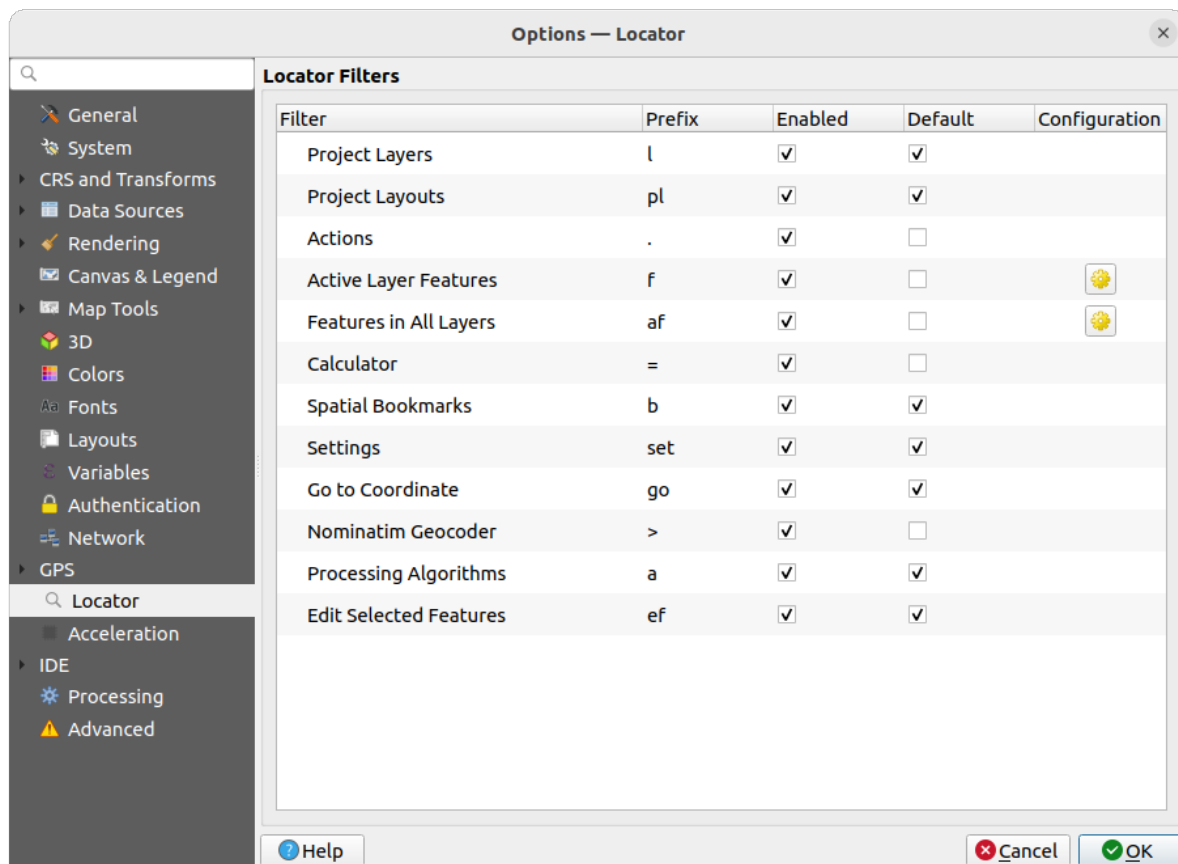 Options — Locator
General
System
CRS and Transforms
Data Sources
Rendering
Canvas & Legend
Map Tools
3D
Colors
Aa Fonts
Layouts
ε Variables
Authentication
Network
GPS
Locator
Acceleration
IDE
Processing
Advanced
Locator Filters
Filter Prefix Enabled Default Configuration
Project Layers l
Project Layouts pl
Actions .
Active Layer Features f
Features in All Layers af
Calculator =
Spatial Bookmarks b
Settings set
Go to Coordinate go
Nominatim Geocoder >
Processing Algorithms a
Edit Selected Features ef
? Help Cancel OK